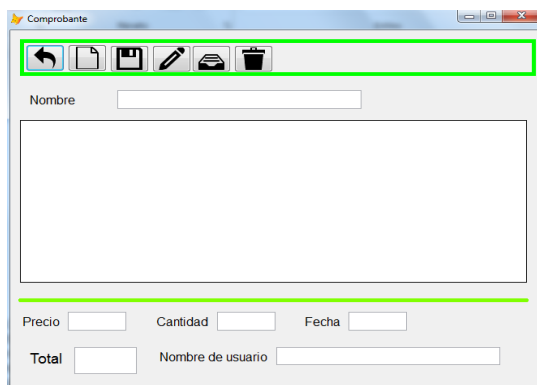 Comprobante
Nombre
Precio Cantidad Fecha
Total Nombre de usuario